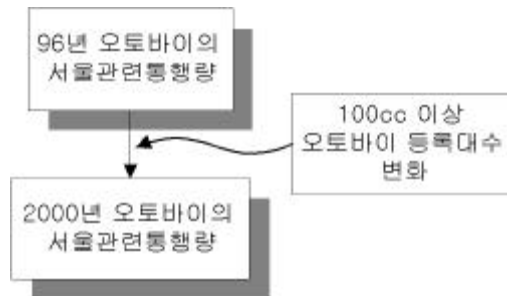 96년 오토바이의
서울관련통행량
100cc 이상
오토바이 등록대수
변화
2000년 오토바이의
서울관련통행량